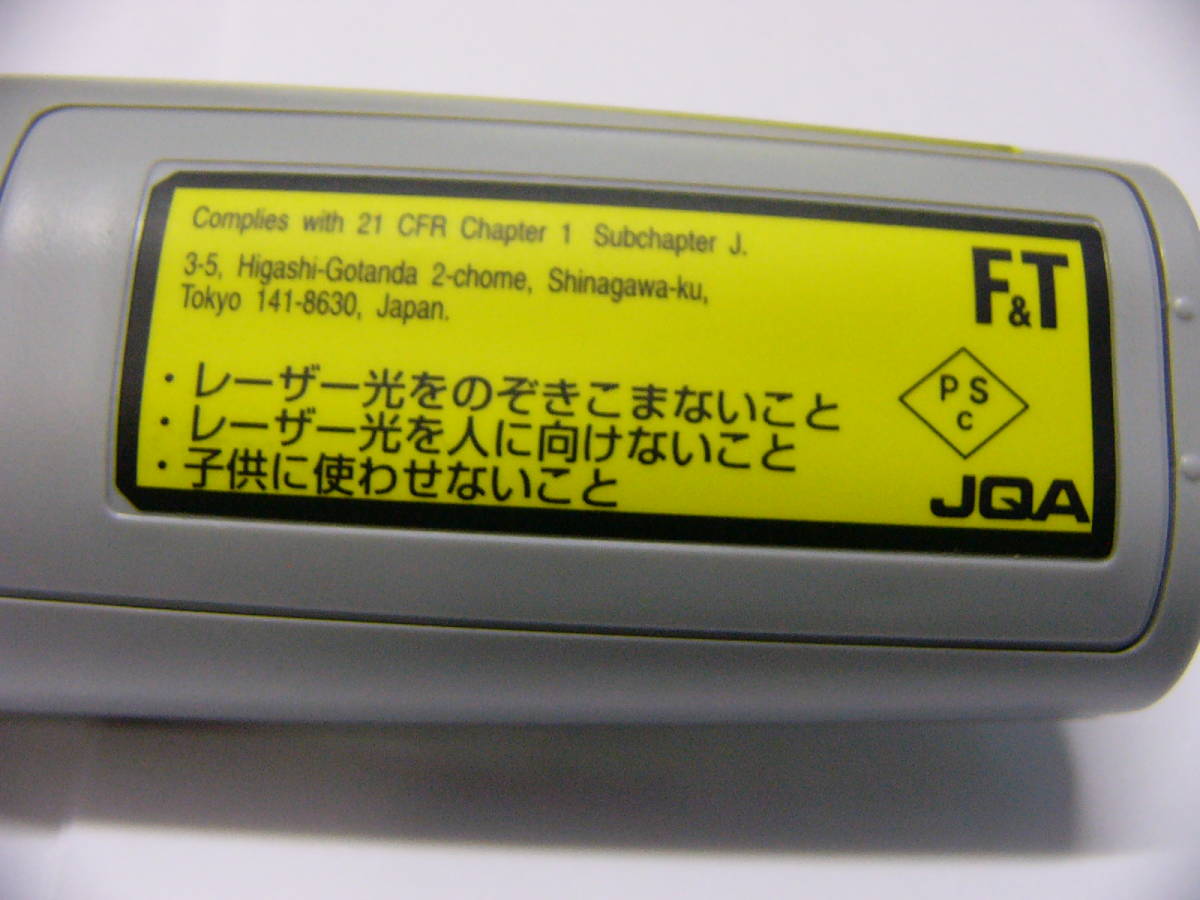 Complies with 21 CFR Chapter 1 Subchapter J.
3-5, Higashi-Gotanda 2-chome, Shinagawa-ku,
Tokyo 141-8630, Japan.
・レーザー光をのぞきこまないこと
・レーザー光を人に向けないこと
・子供に使わせないこと
F&T
PS
c
JQA